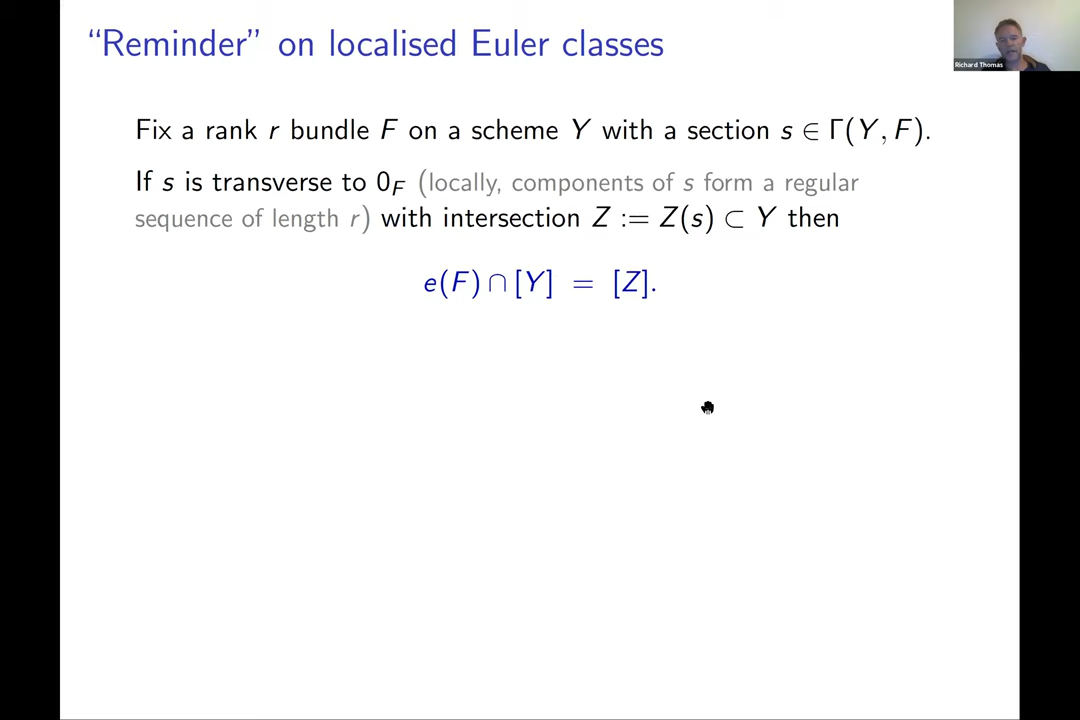 “Reminder” on localised Euler classes
Richard Thomas
Fix a rank r bundle F on a scheme Y with a section s ∈ Γ(Y, F).
If s is transverse to 0_F (locally, components of s form a regular
sequence of length r) with intersection Z := Z(s) ⊂ Y then
e(F) ∩ [Y] = [Z].